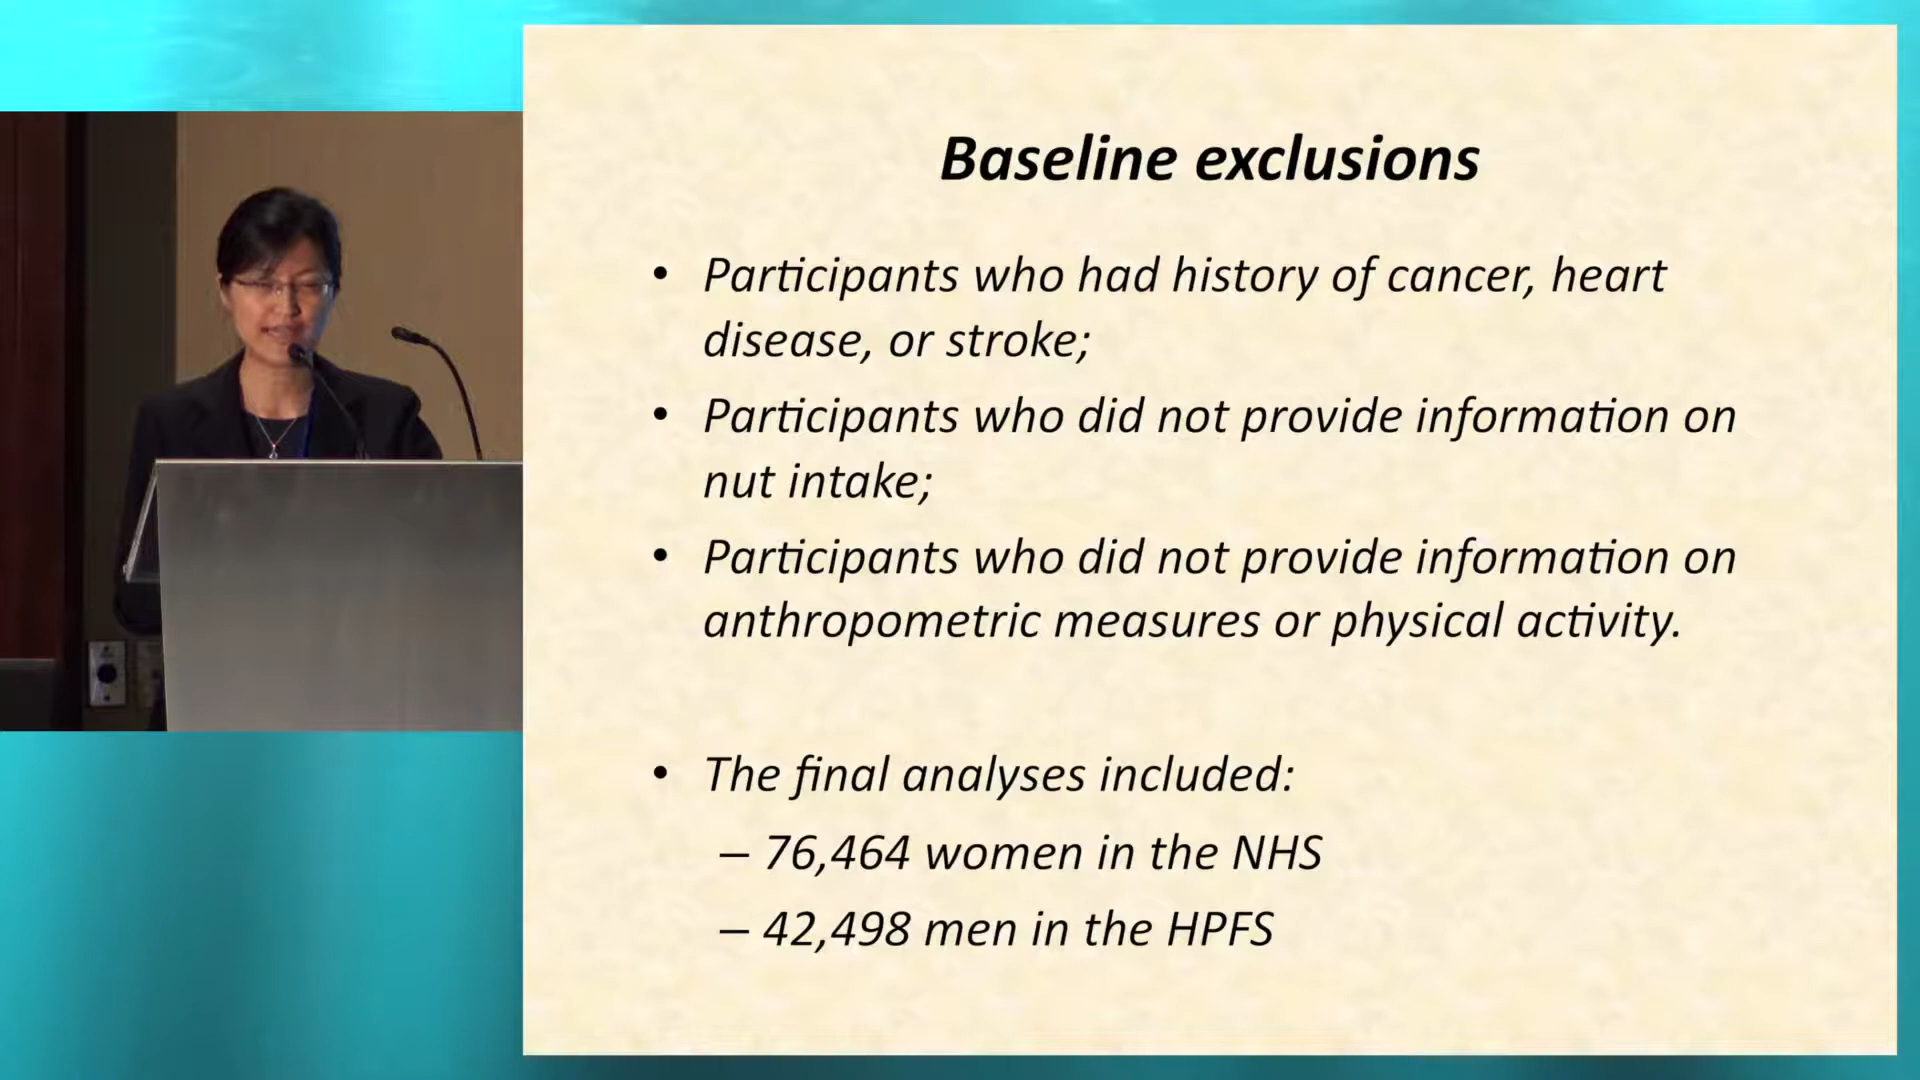 Baseline exclusions
• Participants who had history of cancer, heart
disease, or stroke;
• Participants who did not provide information on
nut intake;
• Participants who did not provide information on
anthropometric measures or physical activity.
• The final analyses included:
– 76,464 women in the NHS
– 42,498 men in the HPFS